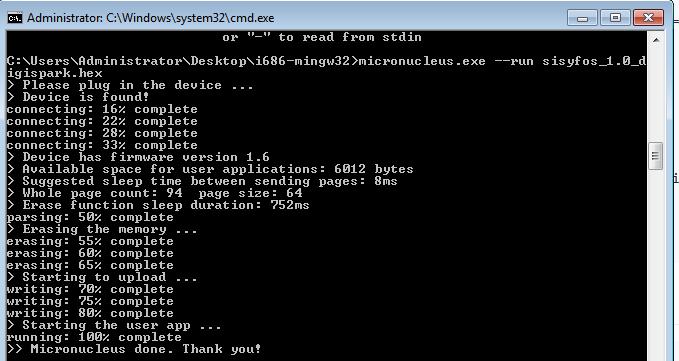 Administrator: C:\Windows\system32\cmd.exe
or "-" to read from stdin
C:\Users\Administrator\Desktop\i686-mingw32>micronucleus.exe --run sisyfos_1.0_d
igispark.hex
> Please plug in the device ...
> Device is found!
connecting: 16% complete
connecting: 22% complete
connecting: 28% complete
connecting: 33% complete
> Device has firmware version 1.6
> Available space for user applications: 6012 bytes
> Suggested sleep time between sending pages: 8ms
> Whole page count: 94  page size: 64
> Erase function sleep duration: 752ms
parsing: 50% complete
> Erasing the memory ...
erasing: 55% complete
erasing: 60% complete
erasing: 65% complete
> Starting to upload ...
writing: 70% complete
writing: 75% complete
writing: 80% complete
> Starting the user app ...
running: 100% complete
>> Micronucleus done. Thank you!